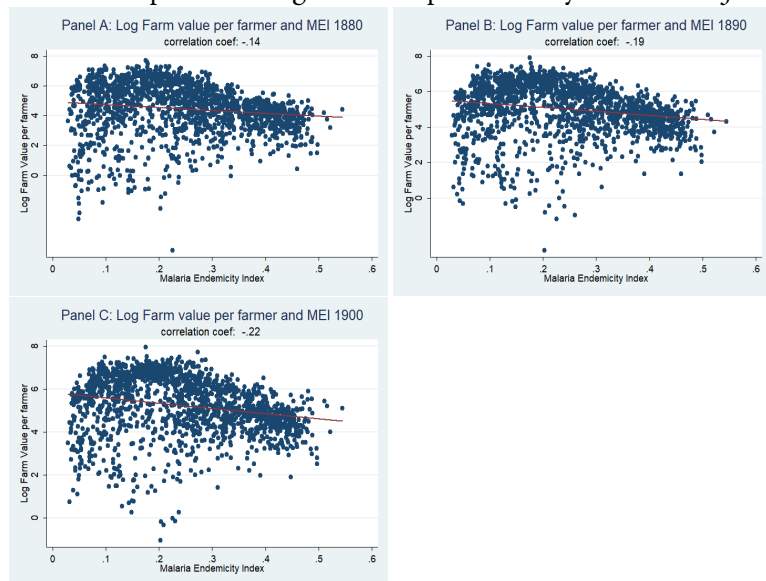 Panel A: Log Farm value per farmer and MEI 1880
correlation coef: -.14
Log Farm Value per farmer
8
6
4
2
0
0 .1 .2 .3 .4 .5 .6
Malaria Endemicity Index
Panel B: Log Farm value per farmer and MEI 1890
correlation coef: -.19
Log Farm Value per farmer
8
6
4
2
0
0 .1 .2 .3 .4 .5 .6
Malaria Endemicity Index
Panel C: Log Farm value per farmer and MEI 1900
correlation coef: -.22
Log Farm Value per farmer
8
6
4
2
0
0 .1 .2 .3 .4 .5 .6
Malaria Endemicity Index